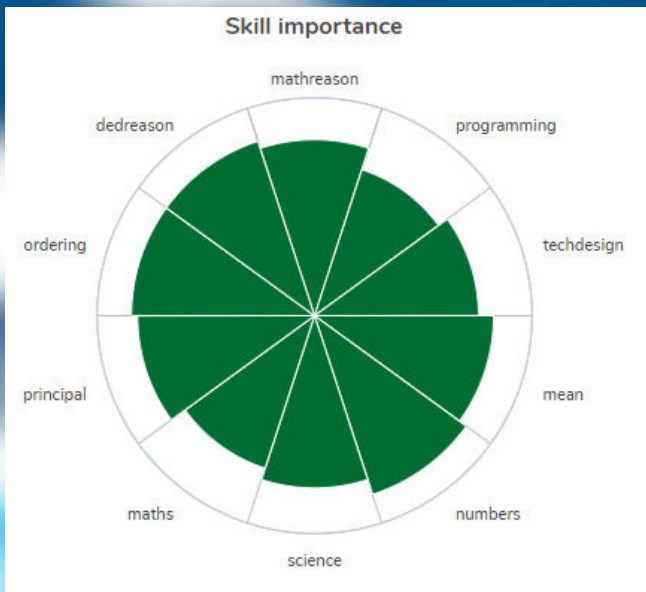 Skill importance
mathreason
dedreason
programming
ordering
techdesign
principal
mean
maths
numbers
science